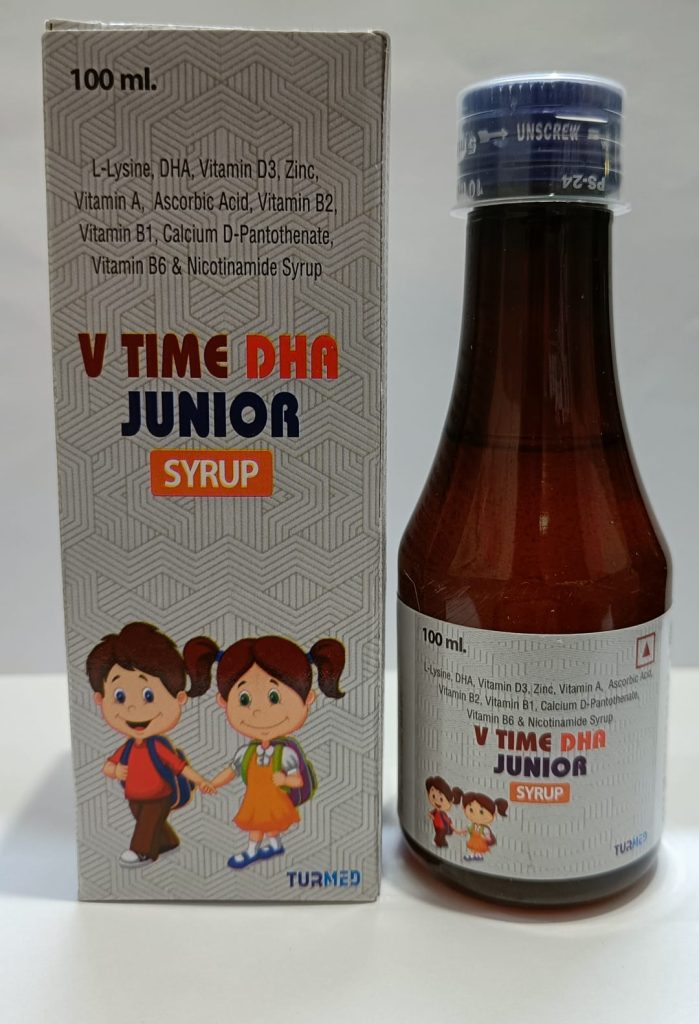 100 ml.
L-Lysine, DHA, Vitamin D3, Zinc,
Vitamin A, Ascorbic Acid, Vitamin B2,
Vitamin B1, Calcium D-Pantothenate,
Vitamin B6 & Nicotinamide Syrup
V TIME DHA
JUNIOR
SYRUP
TURMED
UNSCREW
PS-24
100 ml.
L-Lysine, DHA, Vitamin D3, Zinc, Vitamin A, Ascorbic Acid,
Vitamin B2, Vitamin B1, Calcium D-Pantothenate,
Vitamin B6 & Nicotinamide Syrup
V TIME DHA
JUNIOR
SYRUP
TURMED